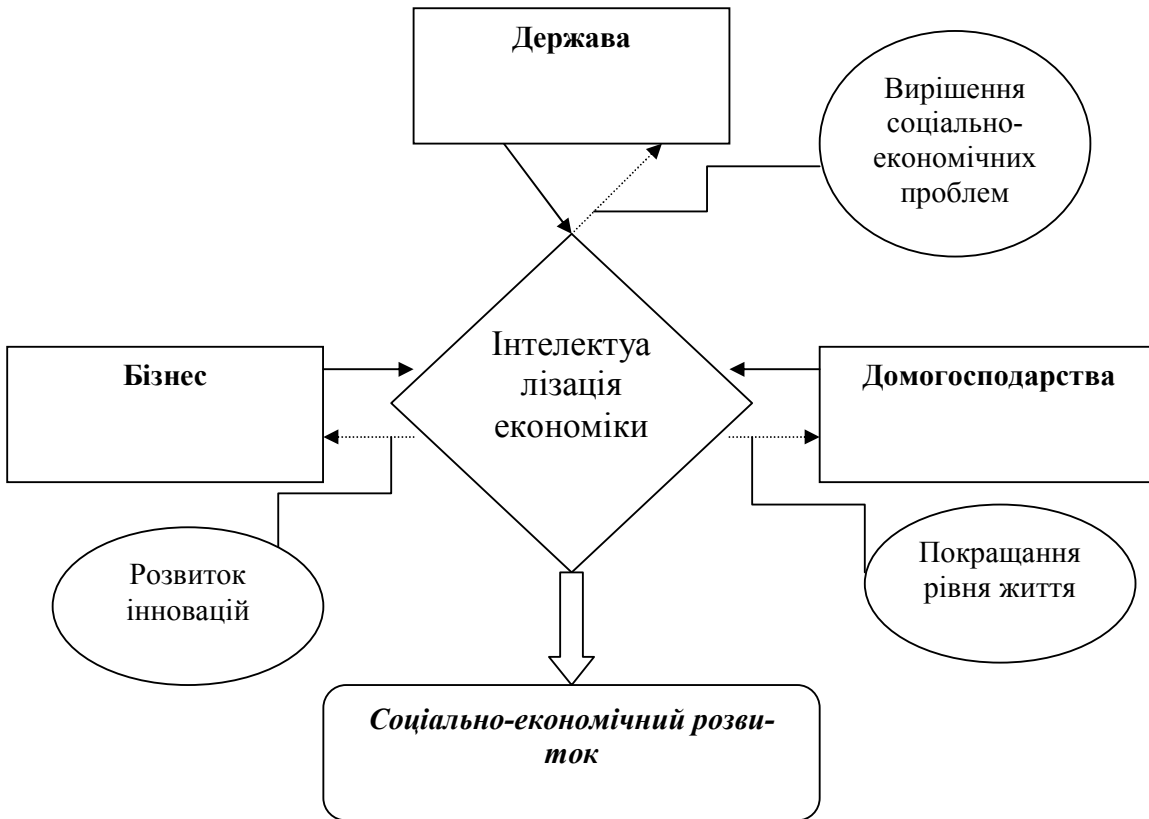 Держава
Вирішення
соціально-
економічних
проблем
Бізнес
Інтелектуа
лізація
економіки
Домогосподарства
Розвиток
інновацій
Покращання
рівня життя
Соціально-економічний розви-
ток